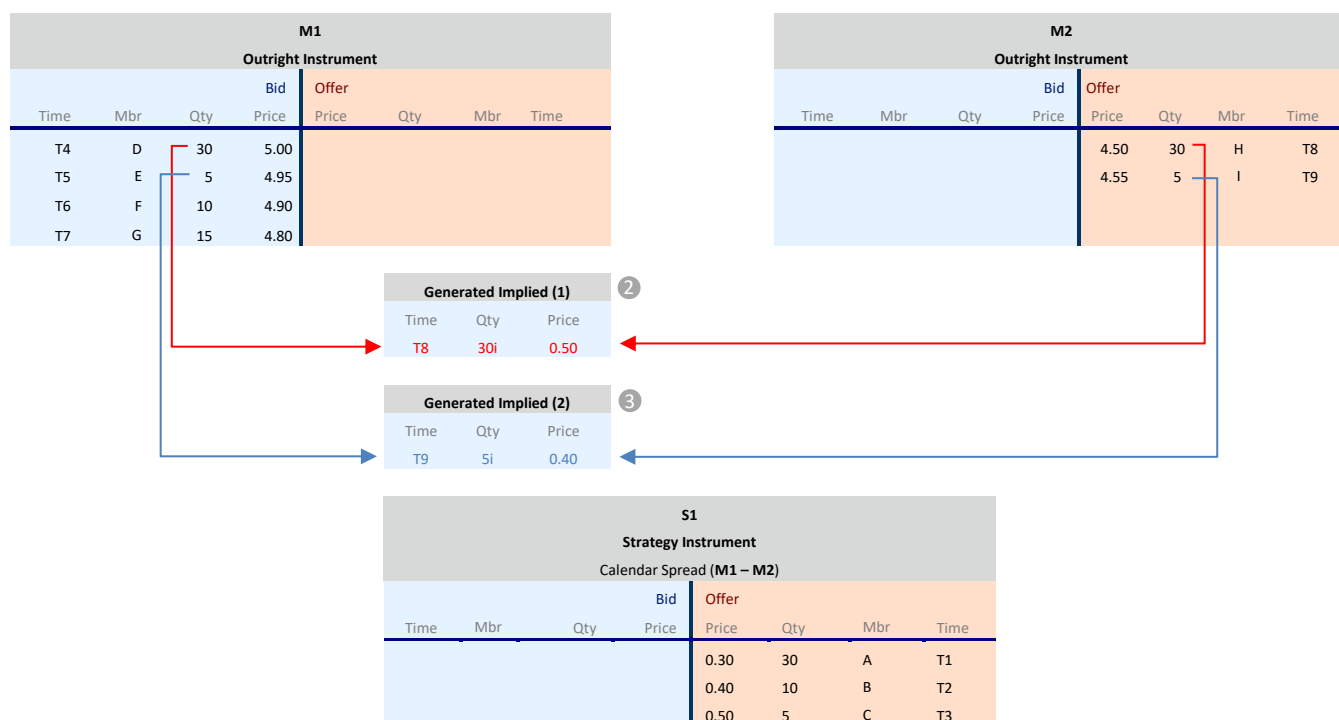 M1
Outright Instrument
Bid Offer
Time Mbr Qty Price Price Qty Mbr Time
T4 D 30 5.00
T5 E 5 4.95
T6 F 10 4.90
T7 G 15 4.80
M2
Outright Instrument
Bid Offer
Time Mbr Qty Price Price Qty Mbr Time
4.50 30 H T8
4.55 5 I T9
Generated Implied (1) 2
Time Qty Price
T8 30i 0.50
Generated Implied (2) 3
Time Qty Price
T9 5i 0.40
S1
Strategy Instrument
Calendar Spread (M1 – M2)
Bid Offer
Time Mbr Qty Price Price Qty Mbr Time
0.30 30 A T1
0.40 10 B T2
0.50 5 C T3